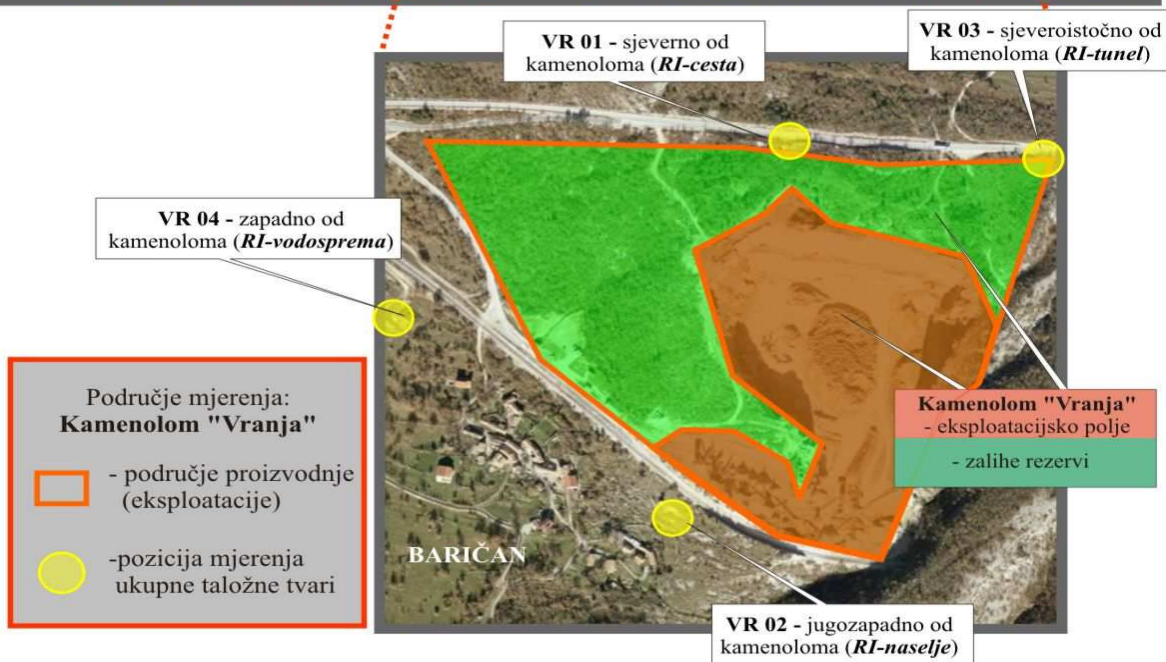 VR 01 - sjeverno od
kamenoloma (RI-cesta)
VR 03 - sjeveroistočno od
kamenoloma (RI-tunel)
VR 04 - zapadno od
kamenoloma (RI-vodosprema)
Područje mjerenja:
Kamenolom "Vranja"
- područje proizvodnje
(eksploatacije)
-pozicija mjerenja
ukupne taložne tvari
Kamenolom "Vranja"
- eksploatacijsko polje
- zalihe rezervi
BARIČAN
VR 02 - jugozapadno od
kamenoloma (RI-naselje)